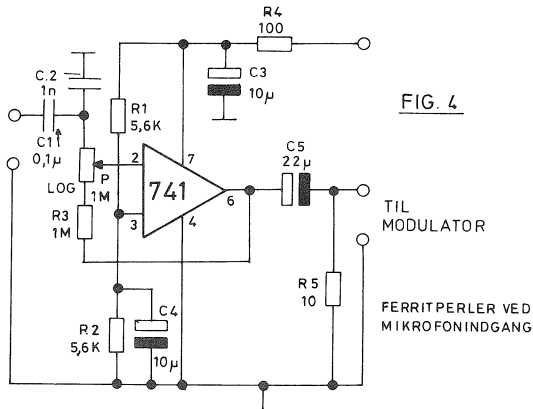 R4
100
C.2
1n
C3
10µ
FIG. 4
R1
5,6K
C1
0,1µ
C5
22µ
2
7
P
1M
LOG
741
6
TIL
MODULATOR
R3
1M
3
4
R5
10
C4
10µ
FERRITPERLER VED
MIKROFONINDGANG
R2
5,6K